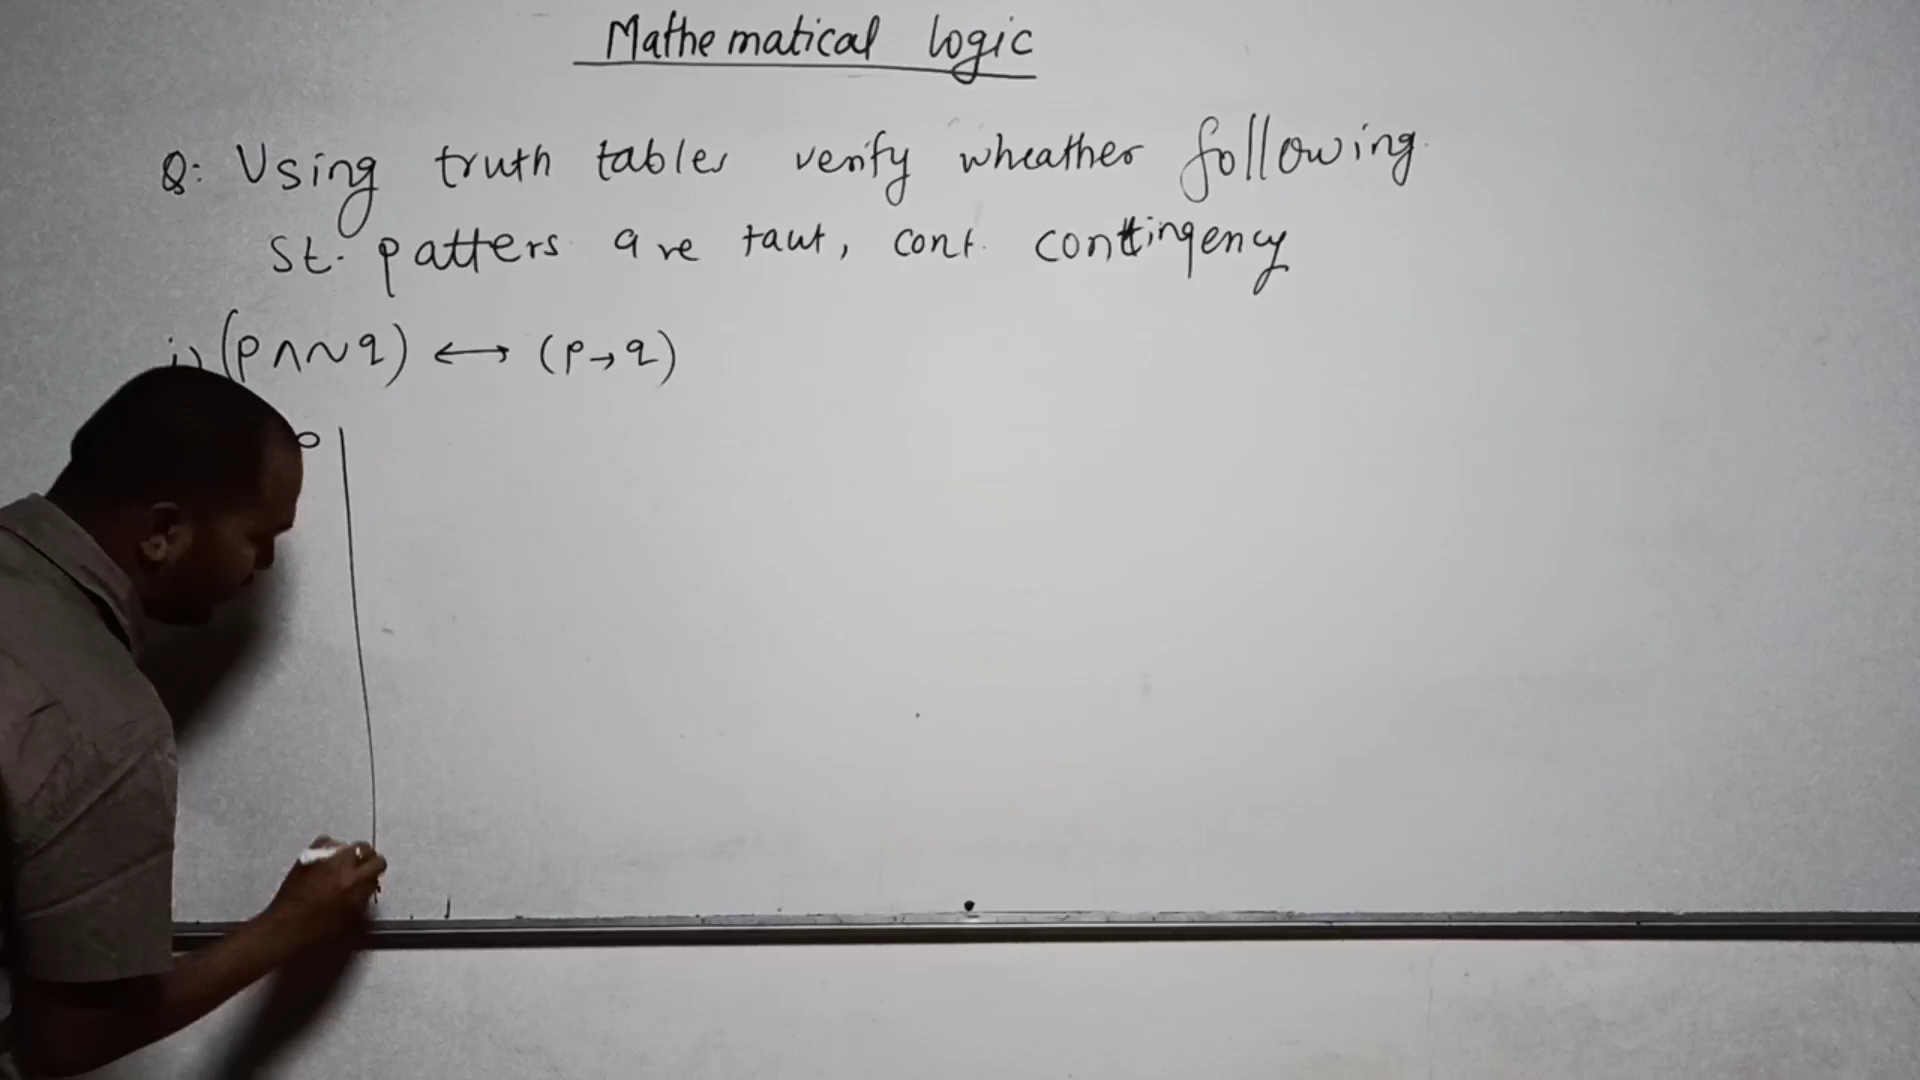 Mathematical logic
Q: Using truth tables verify wheather following
st. patters are taut, cont. contingency
i) (p∧∼q) ↔ (p→q)
p